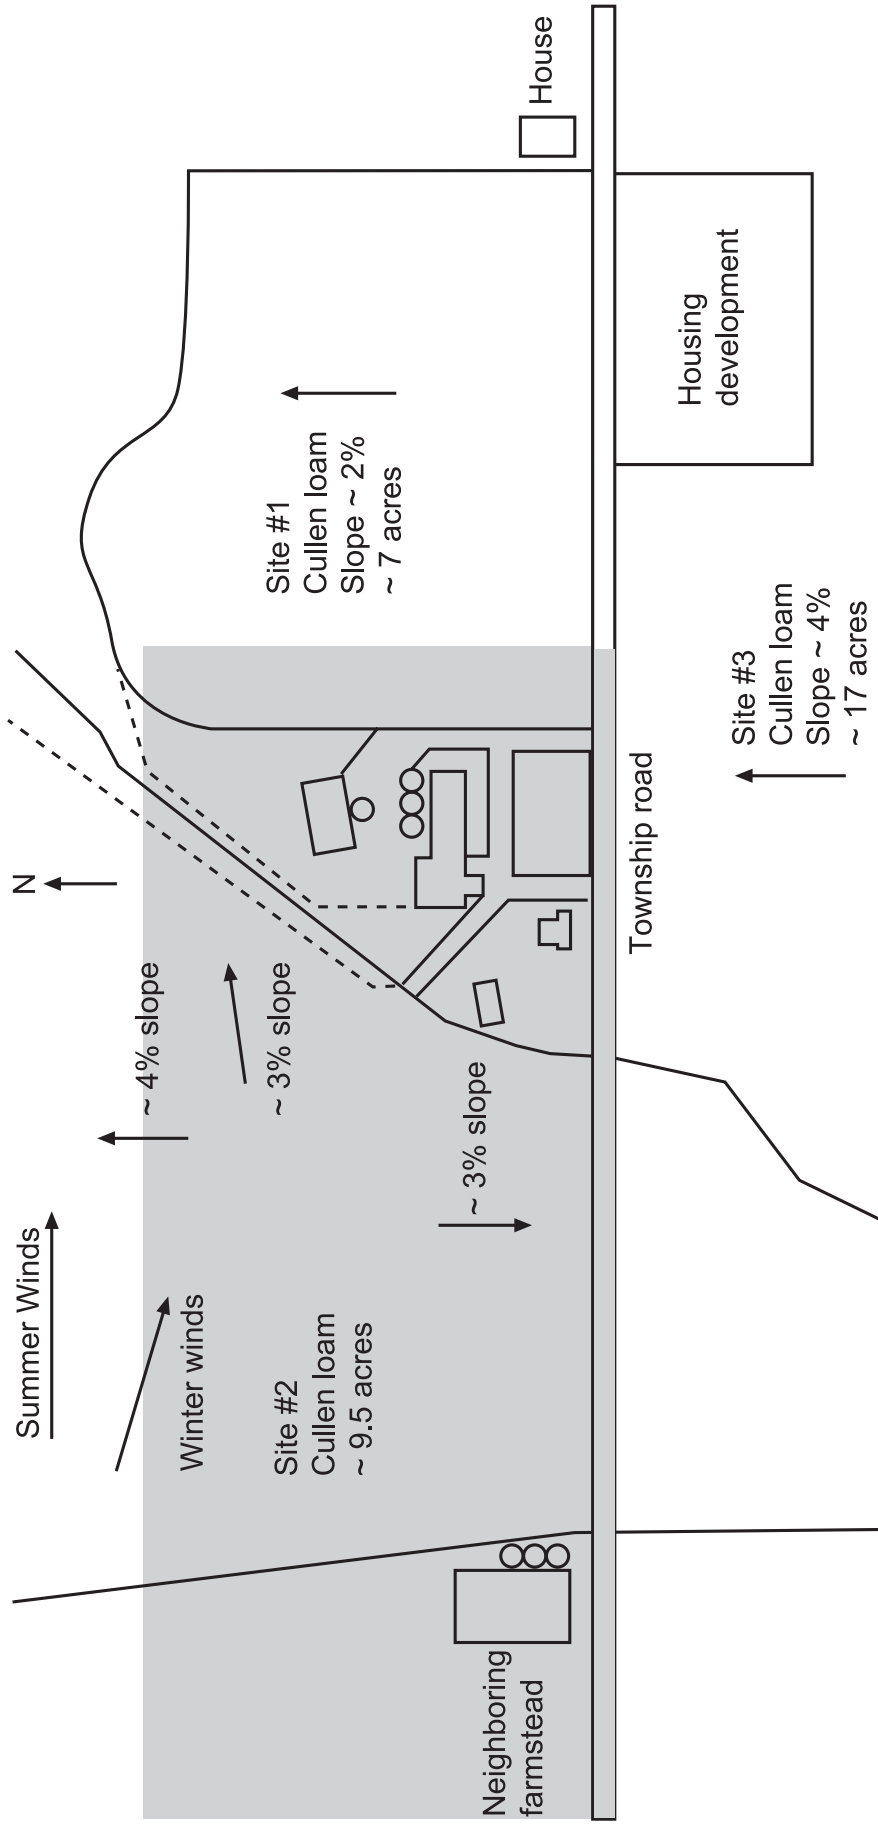 Summer Winds
Winter winds
~ 4% slope
N
~ 3% slope
~ 3% slope
Site #2
Cullen loam
~ 9.5 acres
Site #1
Cullen loam
Slope ~ 2%
~ 7 acres
House
Neighboring
farmstead
Township road
Housing
development
Site #3
Cullen loam
Slope ~ 4%
~ 17 acres